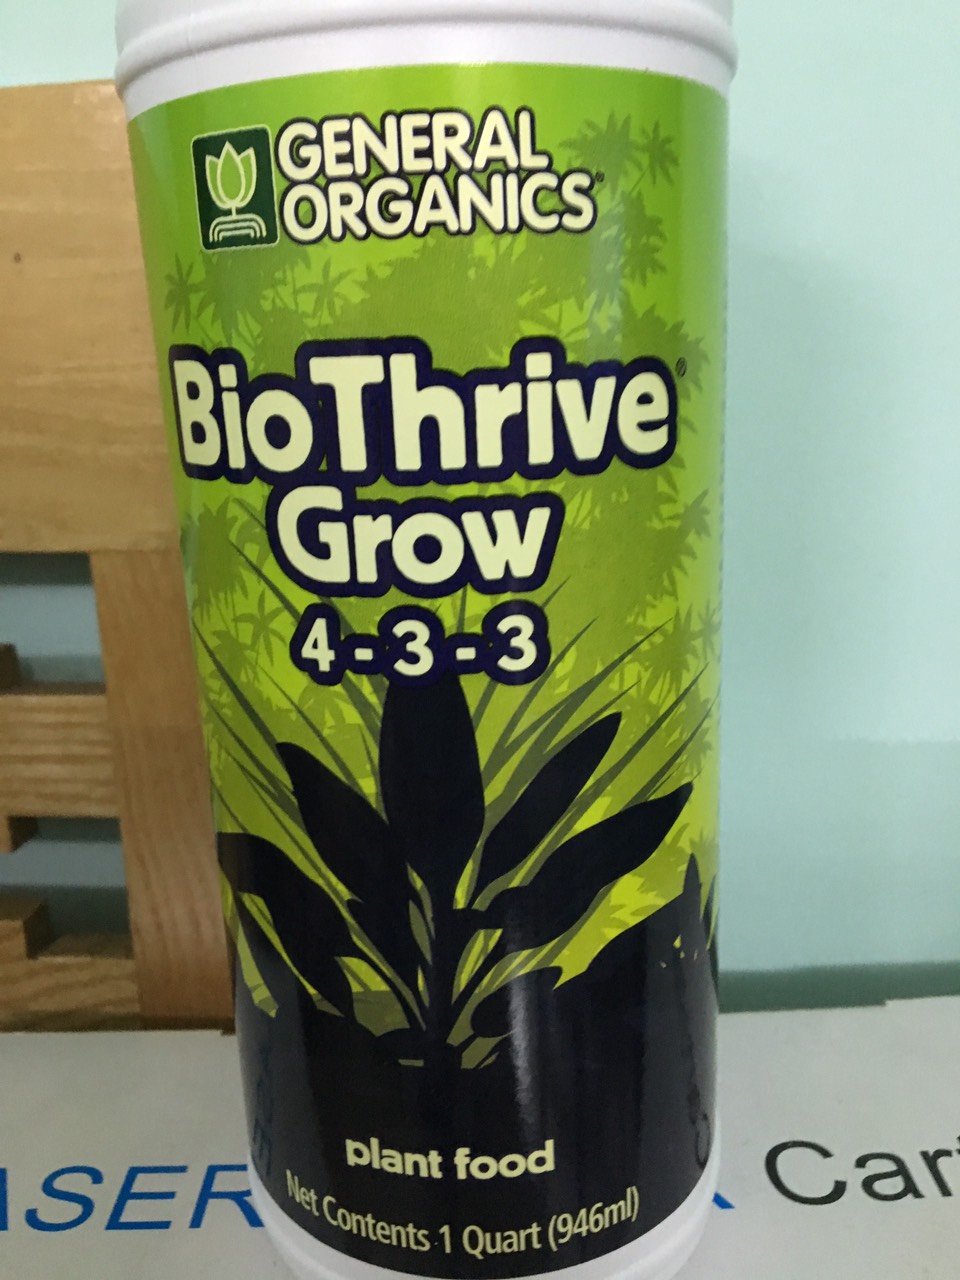 GENERAL
ORGANICS
BioThrive®
Grow
4-3-3
plant food
Net Contents 1 Quart (946ml)